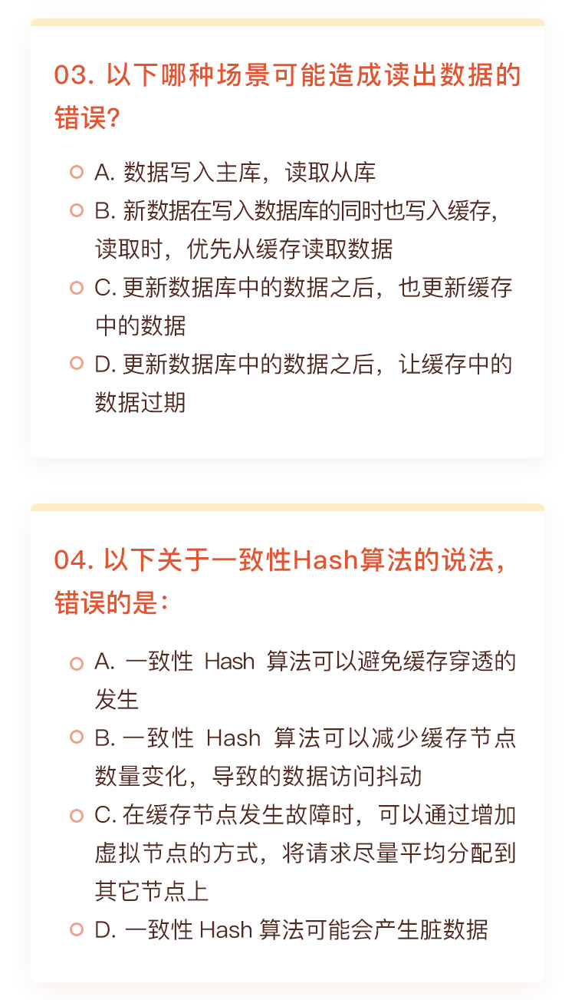 03. 以下哪种场景可能造成读出数据的
错误?
A. 数据写入主库，读取从库
B. 新数据在写入数据库的同时也写入缓存,
读取时，优先从缓存读取数据
C. 更新数据库中的数据之后，也更新缓存
中的数据
D. 更新数据库中的数据之后，让缓存中的
数据过期
04. 以下关于一致性Hash算法的说法，
错误的是：
A. 一致性 Hash 算法可以避免缓存穿透的
发生
B. 一致性 Hash 算法可以减少缓存节点
数量变化，导致的数据访问抖动
C. 在缓存节点发生故障时，可以通过增加
虚拟节点的方式，将请求尽量平均分配到
其它节点上
D. 一致性 Hash 算法可能会产生脏数据